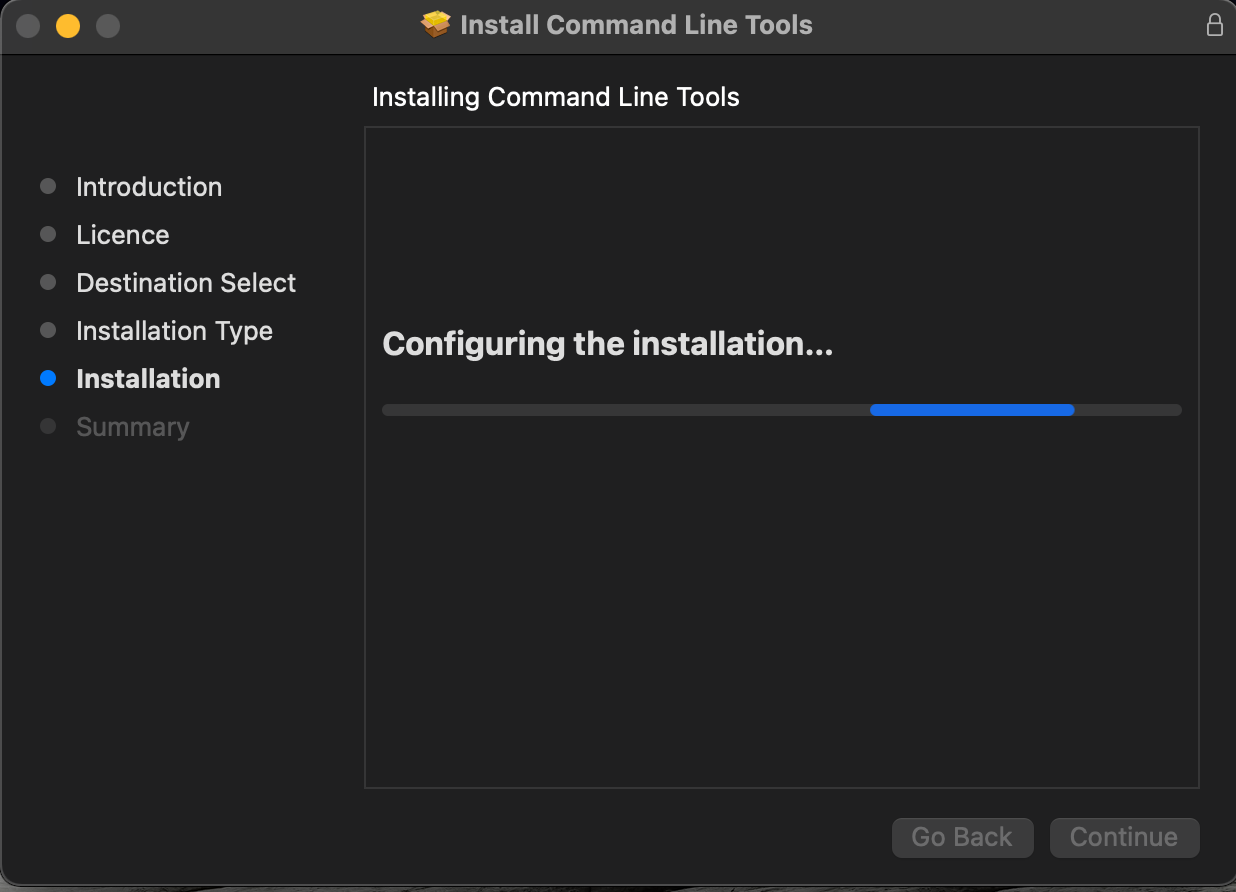 Install Command Line Tools
Installing Command Line Tools
Introduction
Licence
Destination Select
Installation Type
Installation
Summary
Configuring the installation...
Go Back
Continue